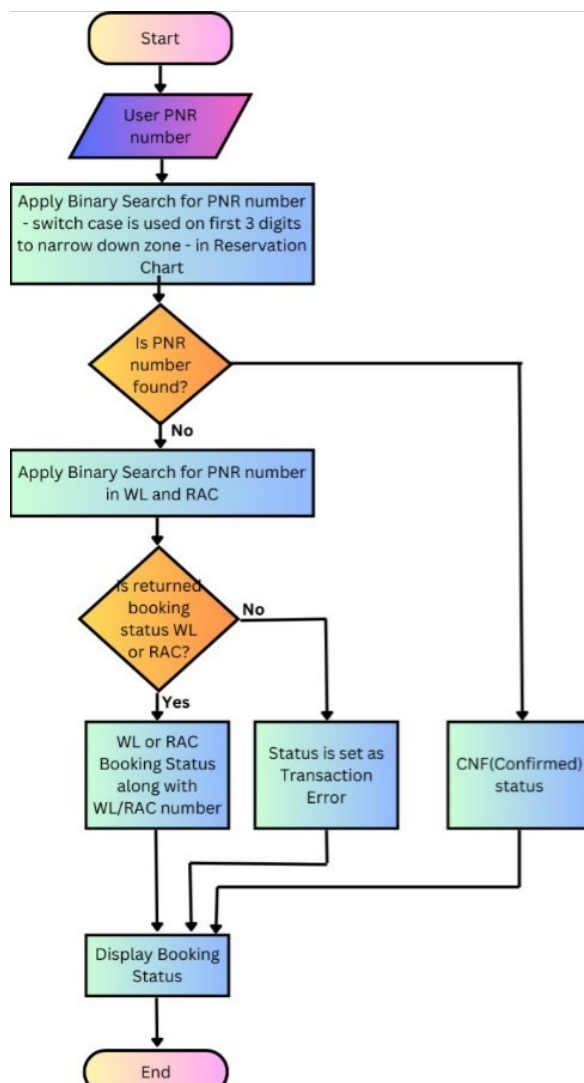 Start
User PNR
number
Apply Binary Search for PNR number
- switch case is used on first 3 digits
to narrow down zone - in Reservation
Chart
Is PNR
number
found?
No
Apply Binary Search for PNR number
in WL and RAC
Is returned
booking
status WL
or RAC?
No
Yes
WL or RAC
Booking Status
along with
WL/RAC number
Status is set as
Transaction
Error
CNF(Confirmed)
status
Display Booking
Status
End